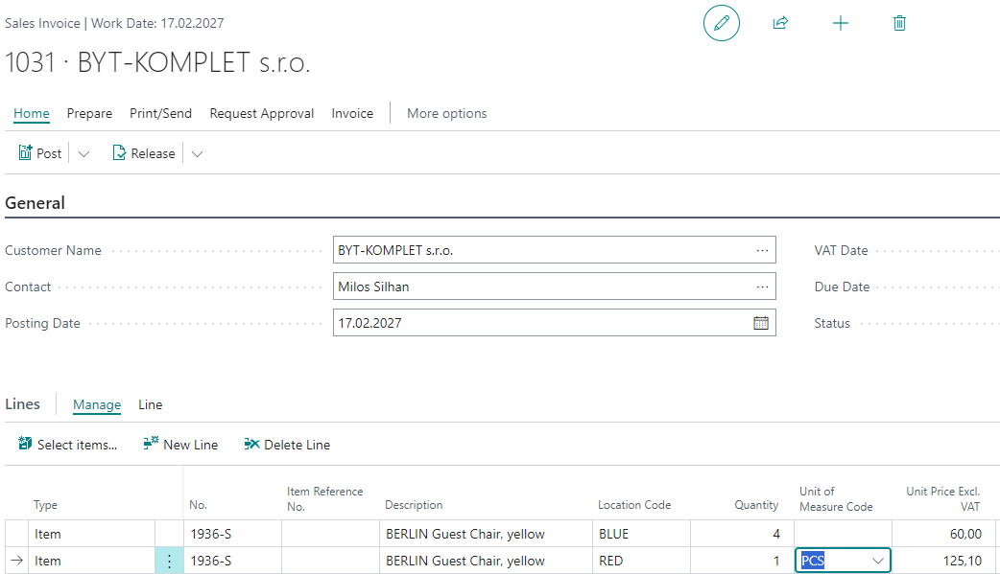 Sales Invoice | Work Date: 17.02.2027
1031 · BYT-KOMPLET s.r.o.
Home Prepare Print/Send Request Approval Invoice More options
Post Release
General
Customer Name BYT-KOMPLET s.r.o. ... VAT Date
Contact Milos Silhan ... Due Date
Posting Date 17.02.2027 Status
Lines Manage Line
Select items... New Line Delete Line
Type No. Item Reference No. Description Location Code Quantity Unit of Measure Code Unit Price Excl. VAT
Item 1936-S BERLIN Guest Chair, yellow BLUE 4 60,00
Item 1936-S BERLIN Guest Chair, yellow RED 1 PCS 125,10